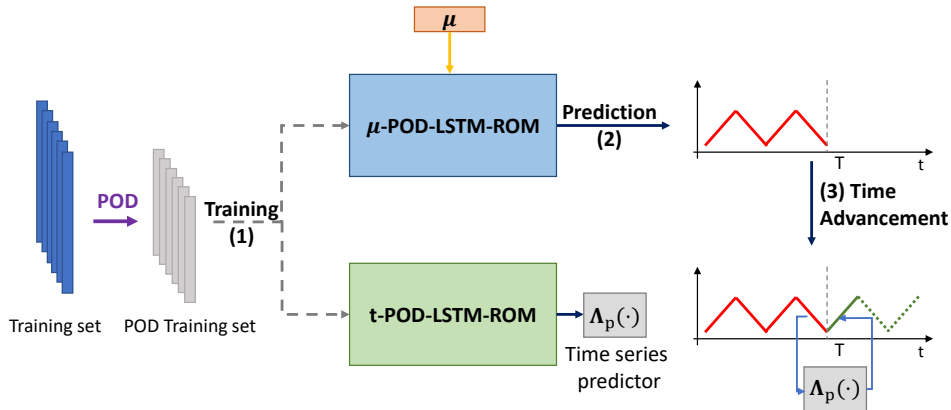 μ
μ-POD-LSTM-ROM
Prediction
(2)
T
t
POD
Training
(1)
(3) Time
Advancement
Training set
POD Training set
t-POD-LSTM-ROM
Λp(·)
Time series
predictor
T
t
Λp(·)